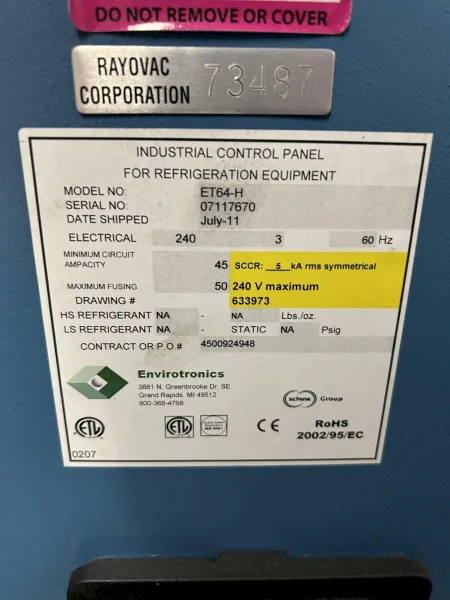 DO NOT REMOVE or COVER
RAYOVAC 73487
CORPORATION
INDUSTRIAL CONTROL PANEL
FOR REFRIGERATION EQUIPMENT
MODEL NO: ET64-H
SERIAL NO: 07117670
DATE SHIPPED July-11
ELECTRICAL 240 3 60 Hz
MINIMUM CIRCUIT
AMPACITY 45 SCCR: 5 kA rms symmetrical
MAXIMUM FUSING 50 240 V maximum
DRAWING # 633973
HS REFRIGERANT NA - NA Lbs./oz.
LS REFRIGERANT NA - STATIC NA Psig
CONTRACT OR P.O.# 4500924948
Envirotronics
3881 N. Greenbrooke Dr. SE
Grand Rapids, MI 49512
800-368-4768
schunk Group
ETL ETL CE RoHS
2002/95/EC
0207